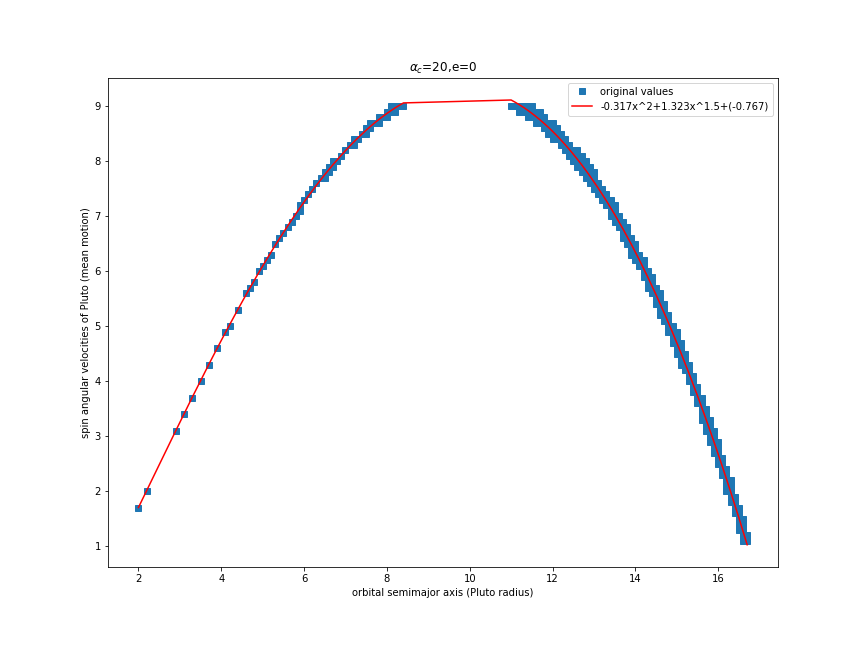 α_c=20,e=0
original values
-0.317x^2+1.323x^1.5+(-0.767)
spin angular velocities of Pluto (mean motion)
9
8
7
6
5
4
3
2
1
2 4 6 8 10 12 14 16
orbital semimajor axis (Pluto radius)